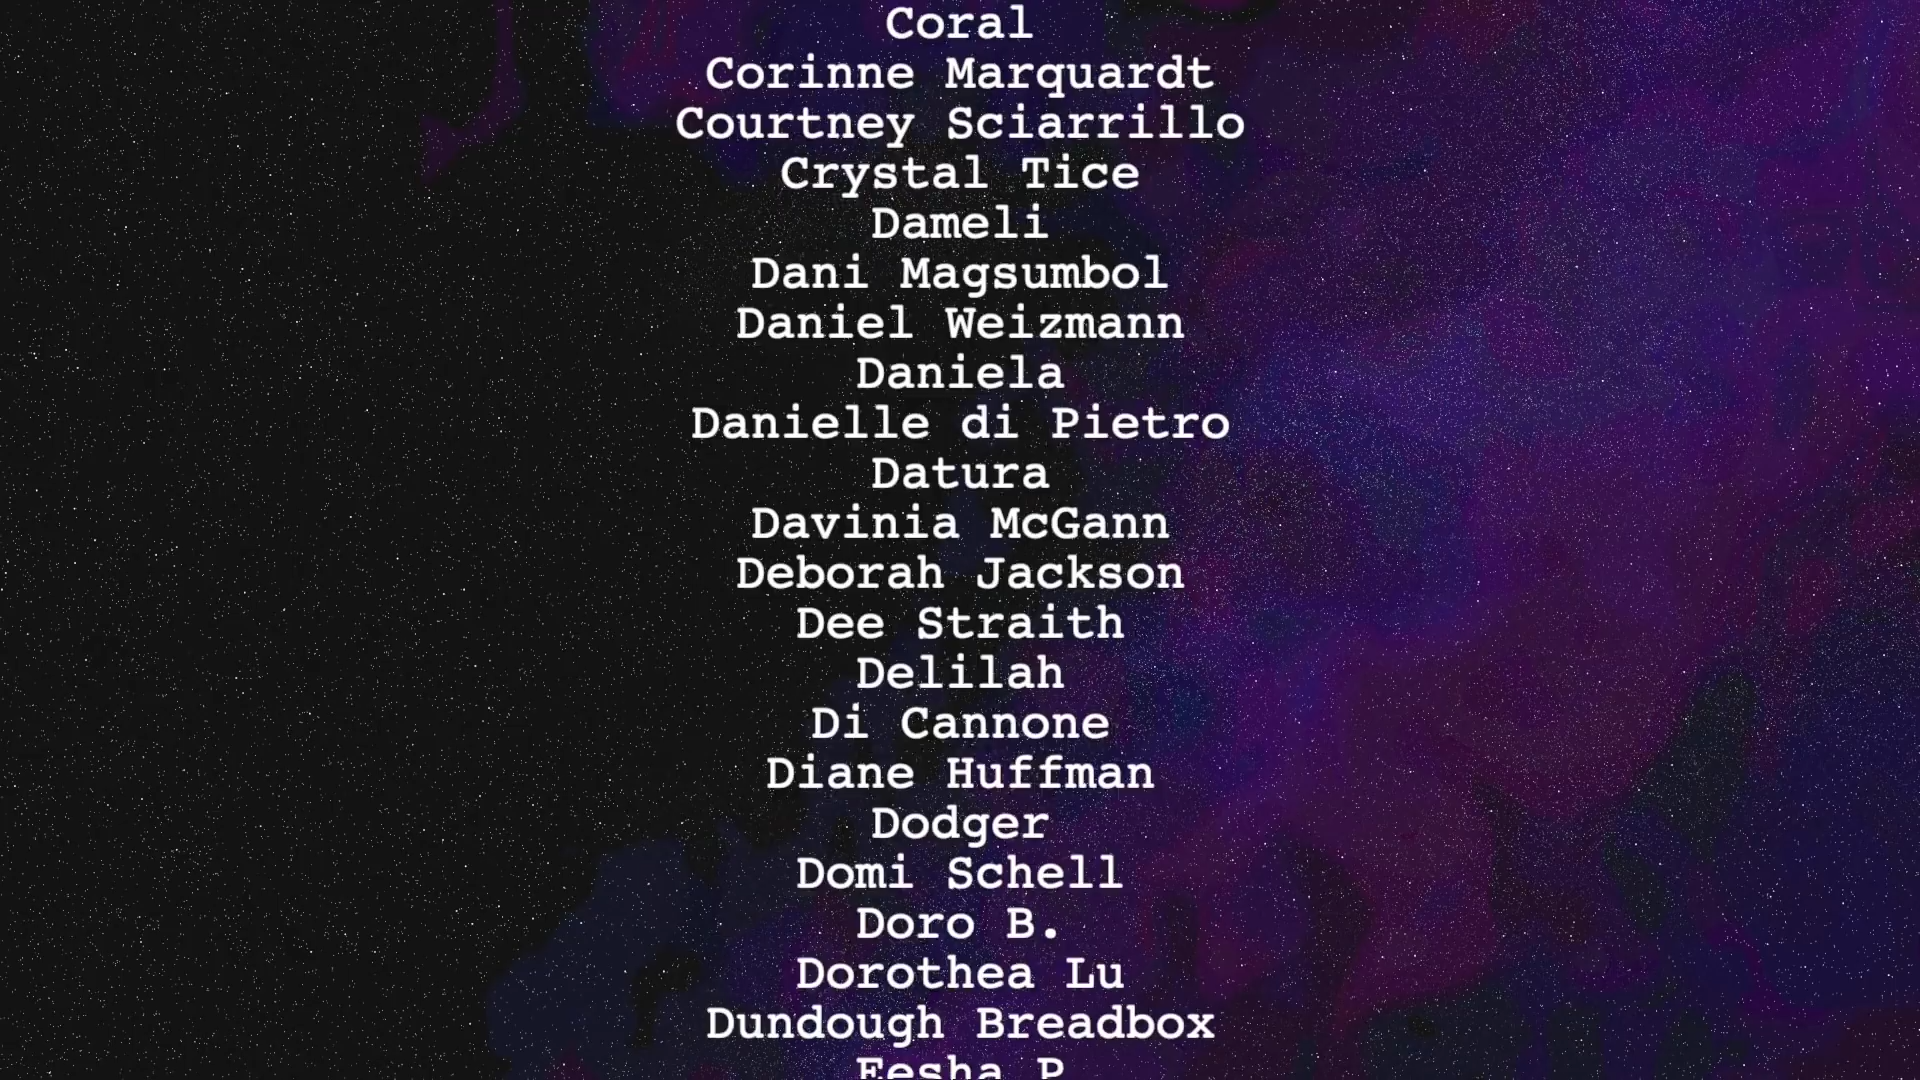 Coral
Corinne Marquardt
Courtney Sciarrillo
Crystal Tice
Dameli
Dani Magsumbol
Daniel Weizmann
Daniela
Danielle di Pietro
Datura
Davinia McGann
Deborah Jackson
Dee Straith
Delilah
Di Cannone
Diane Huffman
Dodger
Domi Schell
Doro B.
Dorothea Lu
Dundough Breadbox
Eesha P